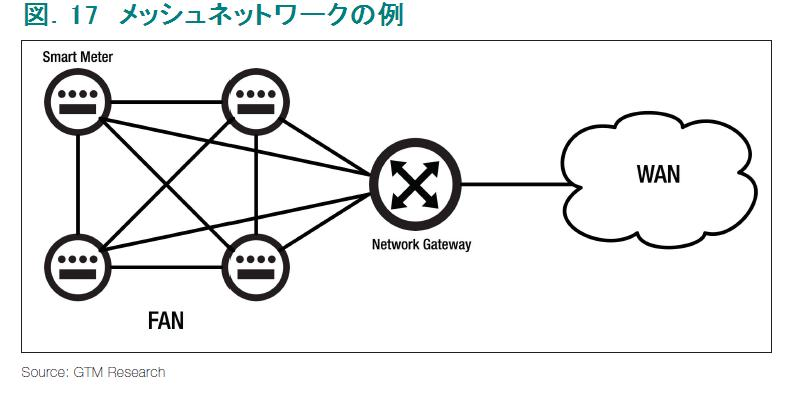 図. 17 メッシュネットワークの例
Smart Meter
WAN
Network Gateway
FAN
Source: GTM Research